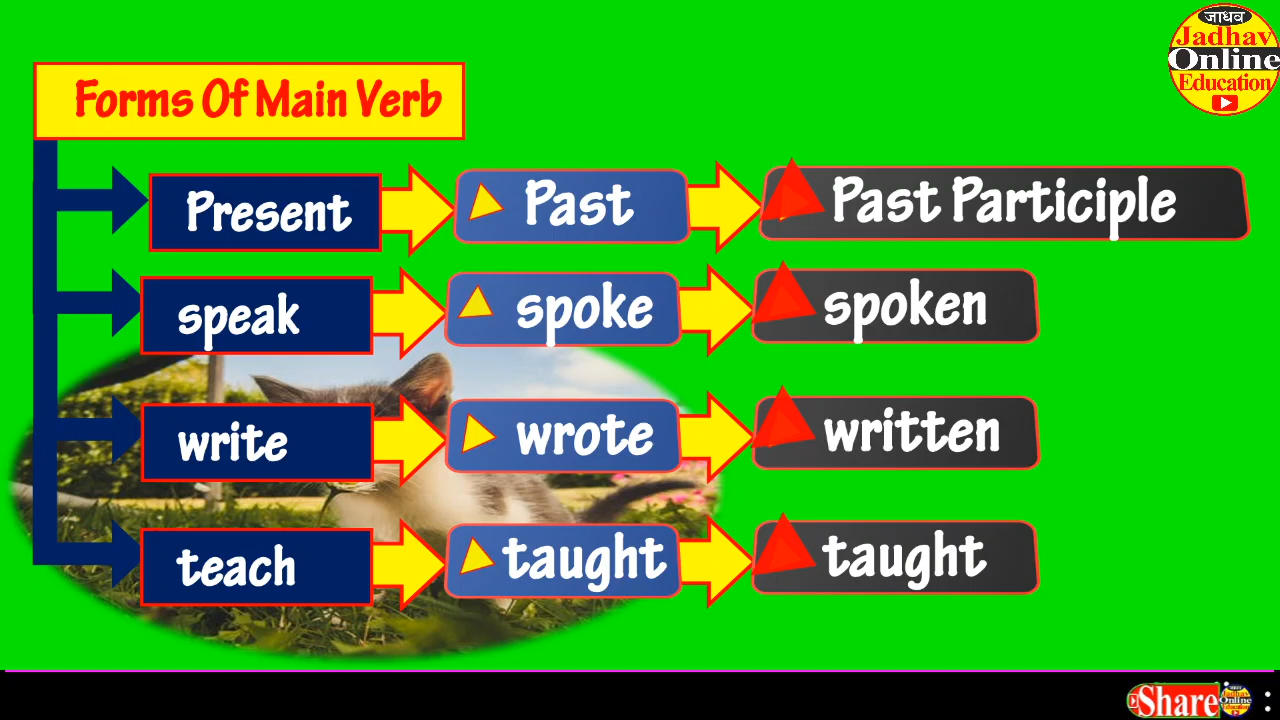 जाधव
Jadhav
Online
Education
Forms Of Main Verb
Present Past Past Participle
speak spoke spoken
write wrote written
teach taught taught
Share
Online